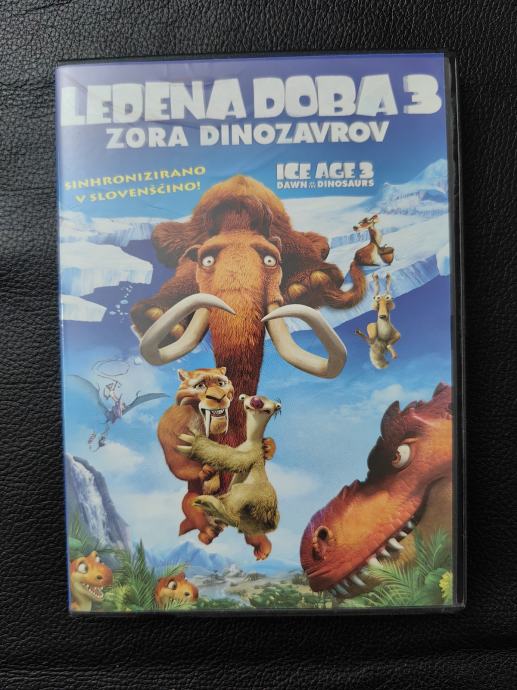 LEDENA DOBA 3
ZORA DINOZAVROV
SINHRONIZIRANO
V SLOVENŠČINO!
ICE AGE 3
DAWN OF THE DINOSAURS